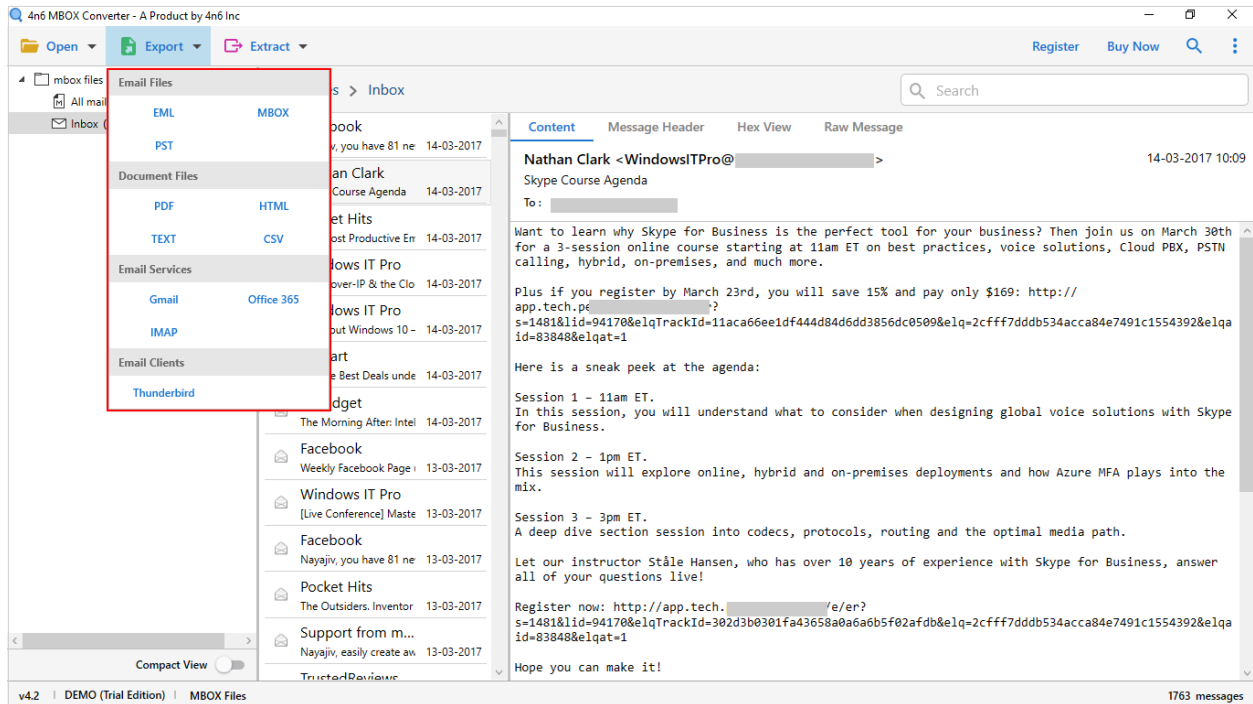 4n6 MBOX Converter - A Product by 4n6 Inc
Open Export Extract Register Buy Now
mbox files
All mail
Inbox (
Email Files
EML MBOX
PST
Document Files
PDF HTML
TEXT CSV
Email Services
Gmail Office 365
IMAP
Email Clients
Thunderbird
> Inbox
Search
, you have 81 ne 14-03-2017
Clark
Course Agenda 14-03-2017
Hits
Productive Em 14-03-2017
IT Pro
over-IP & the Clo 14-03-2017
IT Pro
Windows 10 – 14-03-2017
Best Deals unde 14-03-2017
The Morning After: Intel 14-03-2017
Facebook
Weekly Facebook Page 13-03-2017
Windows IT Pro
[Live Conference] Maste 13-03-2017
Facebook
Nayajiv, you have 81 ne 13-03-2017
Pocket Hits
The Outsiders. Inventor 13-03-2017
Support from m...
Nayajiv, easily create aw 13-03-2017
TrustedReviews
Content Message Header Hex View Raw Message
Nathan Clark <WindowsITPro@ > 14-03-2017 10:09
Skype Course Agenda
To :
Want to learn why Skype for Business is the perfect tool for your business? Then join us on March 30th
for a 3-session online course starting at 11am ET on best practices, voice solutions, Cloud PBX, PSTN
calling, hybrid, on-premises, and much more.
Plus if you register by March 23rd, you will save 15% and pay only $169: http://
app.tech.pe ?
s=1481&lid=94170&elqTrackId=11aca66ee1df444d84d6dd3856dc0509&elq=2cfff7dddb534acca84e7491c1554392&elqa
id=83848&elqat=1
Here is a sneak peek at the agenda:
Session 1 – 11am ET.
In this session, you will understand what to consider when designing global voice solutions with Skype
for Business.
Session 2 – 1pm ET.
This session will explore online, hybrid and on-premises deployments and how Azure MFA plays into the
mix.
Session 3 – 3pm ET.
A deep dive section session into codecs, protocols, routing and the optimal media path.
Let our instructor Ståle Hansen, who has over 10 years of experience with Skype for Business, answer
all of your questions live!
Register now: http://app.tech. /e/er?
s=1481&lid=94170&elqTrackId=302d3b0301fa43658a0a6a6b5f02afdb&elq=2cfff7dddb534acca84e7491c1554392&elqa
id=83848&elqat=1
Hope you can make it!
Compact View
v4.2 DEMO (Trial Edition) MBOX Files 1763 messages